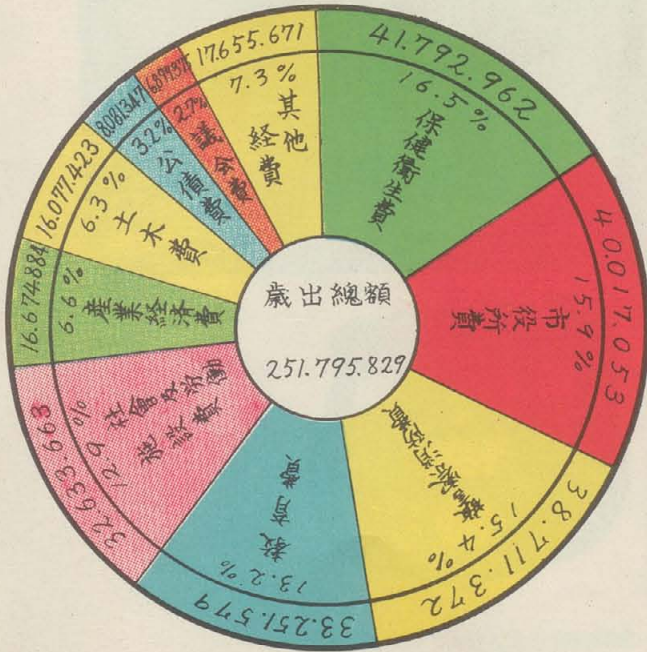 歳出總額
251.795.829
41.792.962
16.5%
保健衛生費
40.017.053
15.9%
市役所費
38.711.372
15.4%
33.251.579
13.2%
教育費
32.633.663
12.9%
社會及労働
施設費
16.674.884
6.6%
産業経済費
16.077.423
6.3%
土木費
8.081.347
3.2%
公債費
2.7%
議会費
17.655.671
7.3%
其他
経費